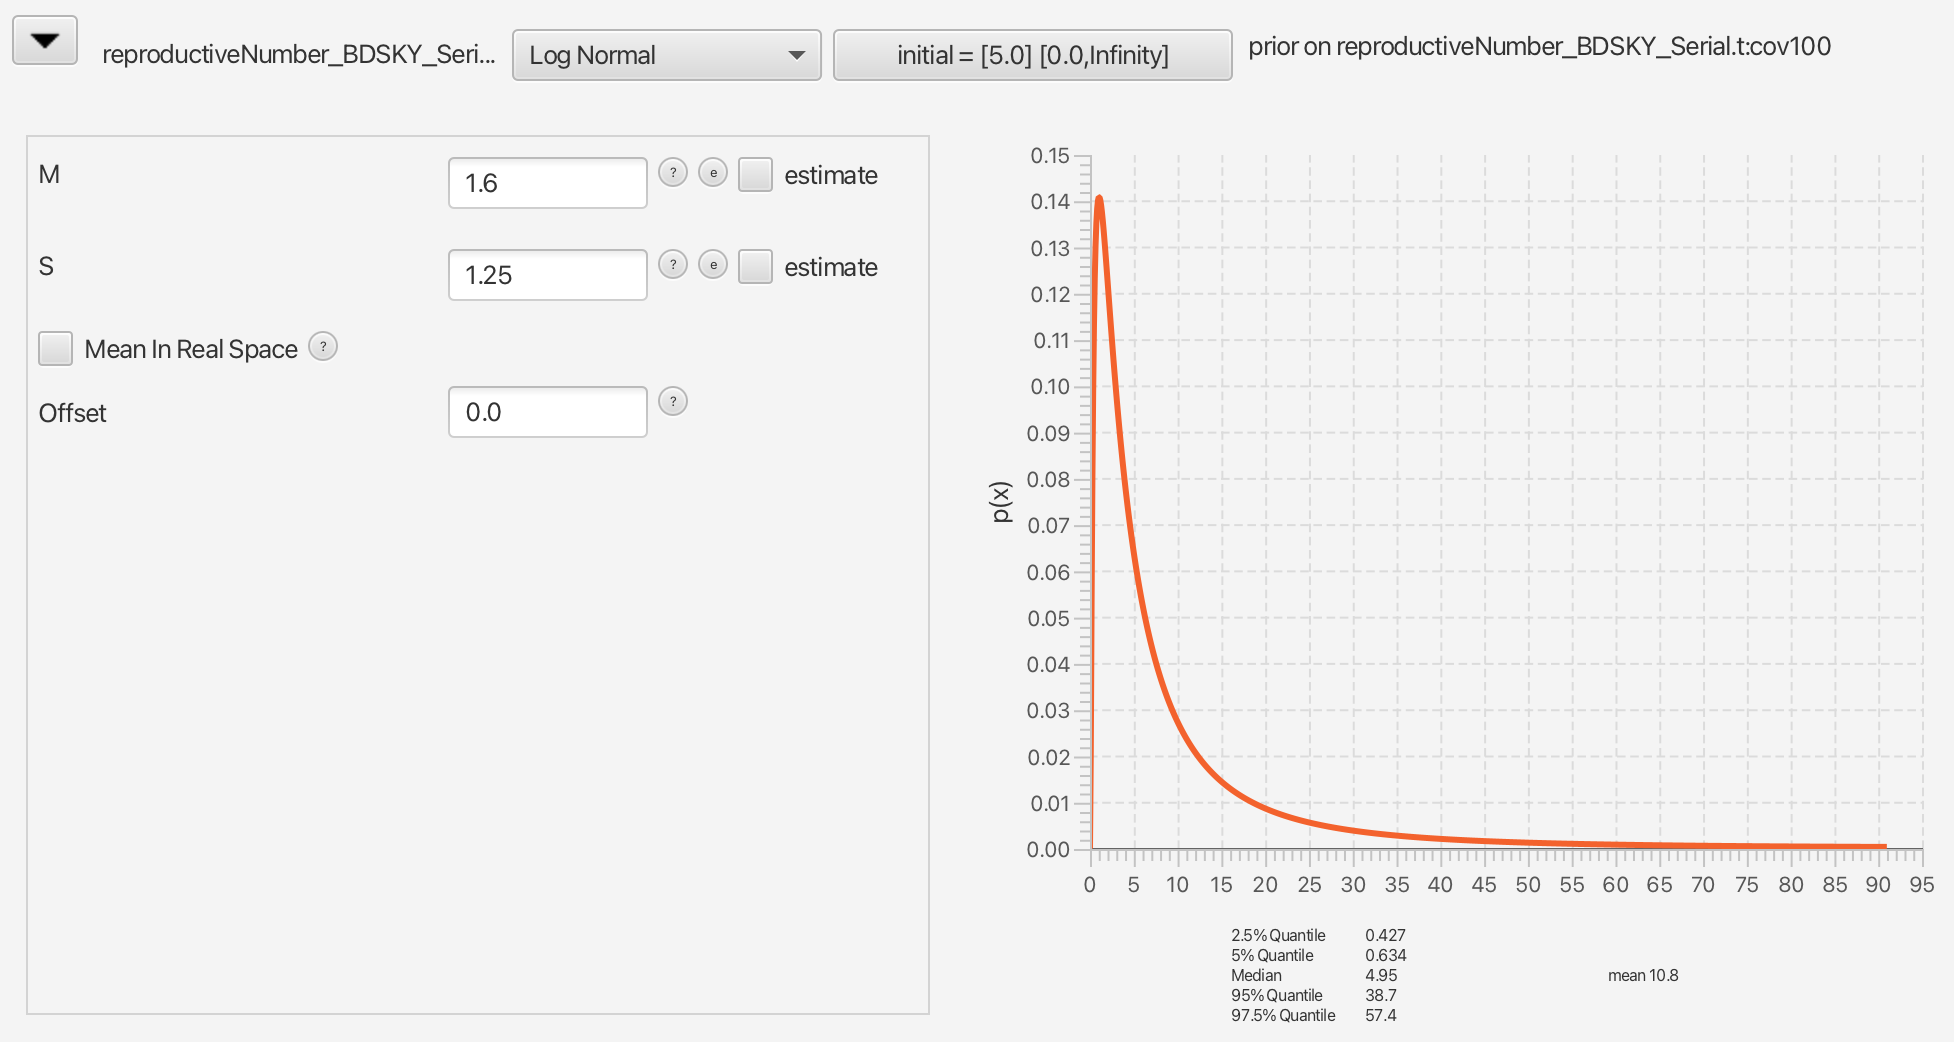 reproductiveNumber_BDSKY_Seri... Log Normal initial = [5.0] [0.0,Infinity] prior on reproductiveNumber_BDSKY_Serial.t:cov100
M 1.6 ? e estimate
S 1.25 ? e estimate
Mean In Real Space ?
Offset 0.0 ?
0.15
0.14
0.13
0.12
0.11
0.10
0.09
0.08
0.07
0.06
0.05
0.04
0.03
0.02
0.01
0.00
p(x)
0 5 10 15 20 25 30 35 40 45 50 55 60 65 70 75 80 85 90 95
2.5% Quantile 0.427
5% Quantile 0.634
Median 4.95 mean 10.8
95% Quantile 38.7
97.5% Quantile 57.4